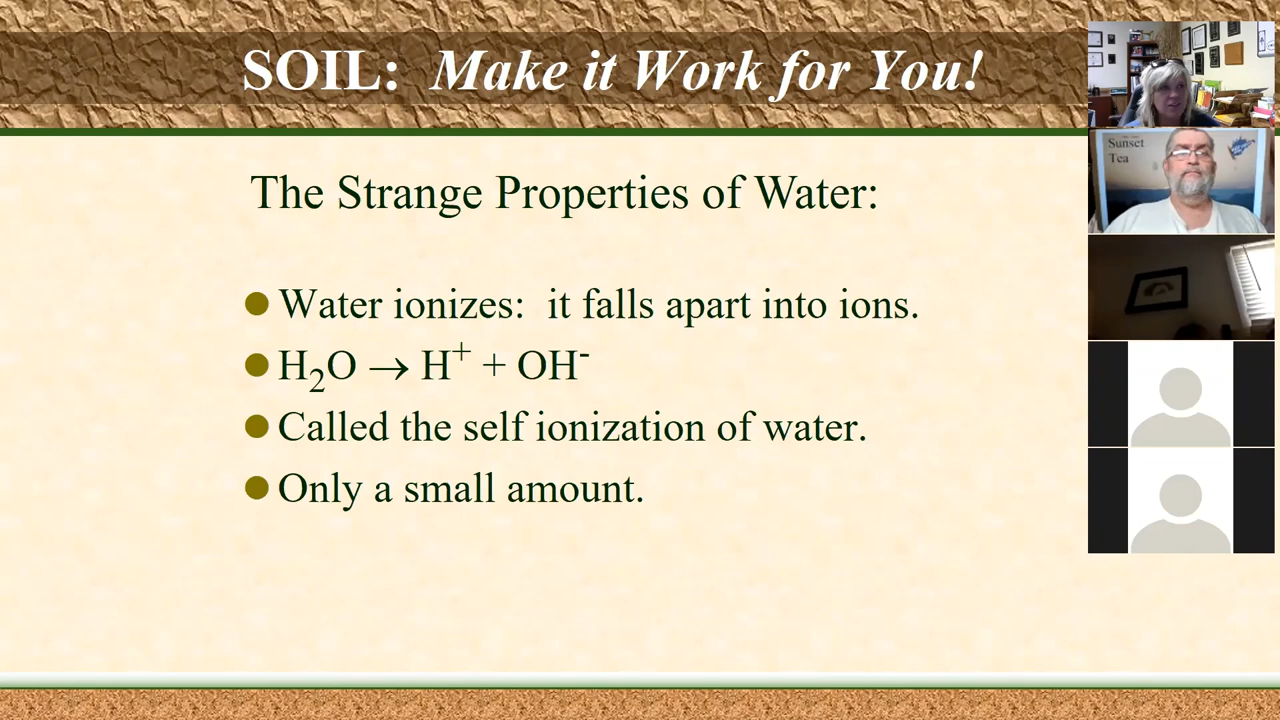 SOIL: Make it Work for You!
The Strange Properties of Water:
Water ionizes: it falls apart into ions.
H₂O → H⁺ + OH⁻
Called the self ionization of water.
Only a small amount.
Sunset
Tea